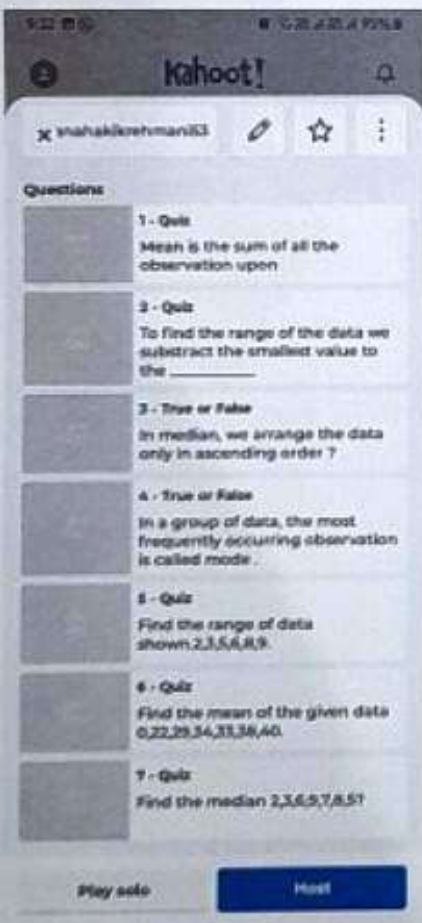 9:32
Kahoot!
Questions
1 - Quiz
Mean is the sum of all the
observation upon
2 - Quiz
To find the range of the data we
substract the smallest value to
the ________
3 - True or False
In median, we arrange the data
only in ascending order ?
4 - True or False
In a group of data, the most
frequently occurring observation
is called mode .
5 - Quiz
Find the range of data
shown 2,3,5,6,8,9.
6 - Quiz
Find the mean of the given data
0,22,29,34,33,38,40.
7 - Quiz
Find the median 2,3,6,9,7,8,5?
Play solo
Host